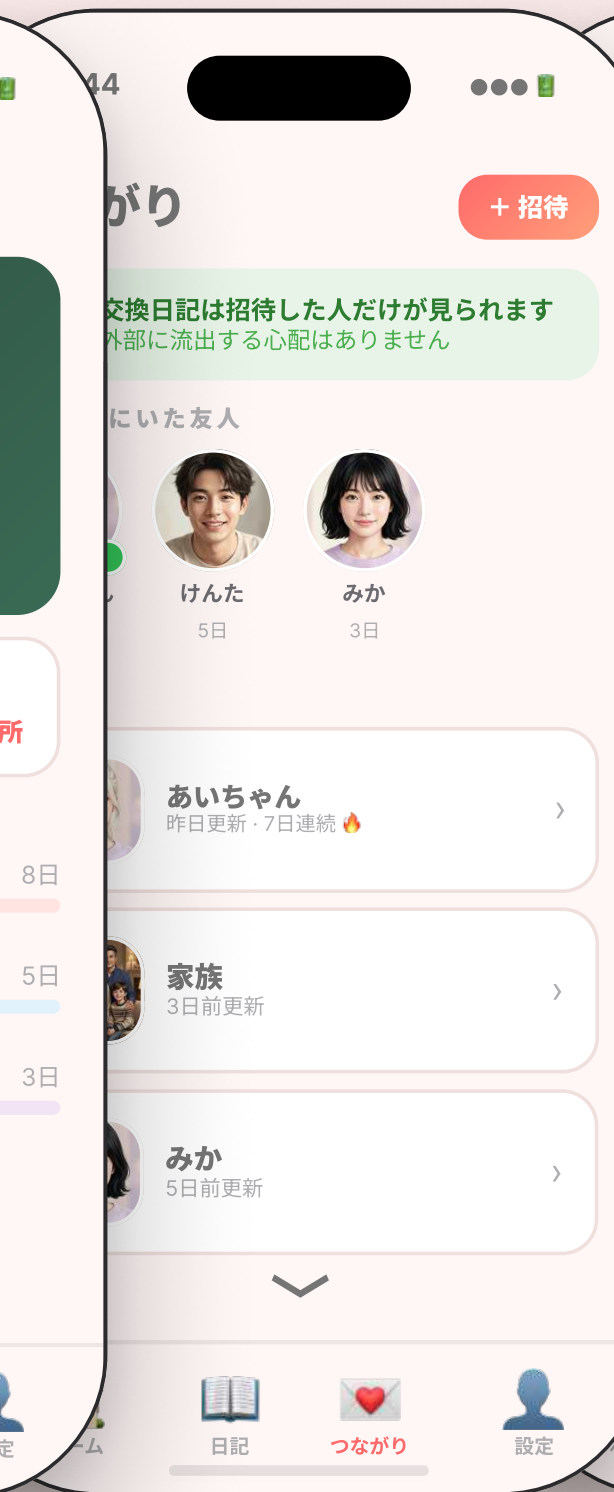 44
がり
+ 招待
交換日記は招待した人だけが見られます
外部に流出する心配はありません
にいた友人
ん
けんた
みか
5日
3日
所
あいちゃん
昨日更新 · 7日連続 🔥
8日
家族
3日前更新
5日
3日
みか
5日前更新
定
ーム
日記
つながり
設定